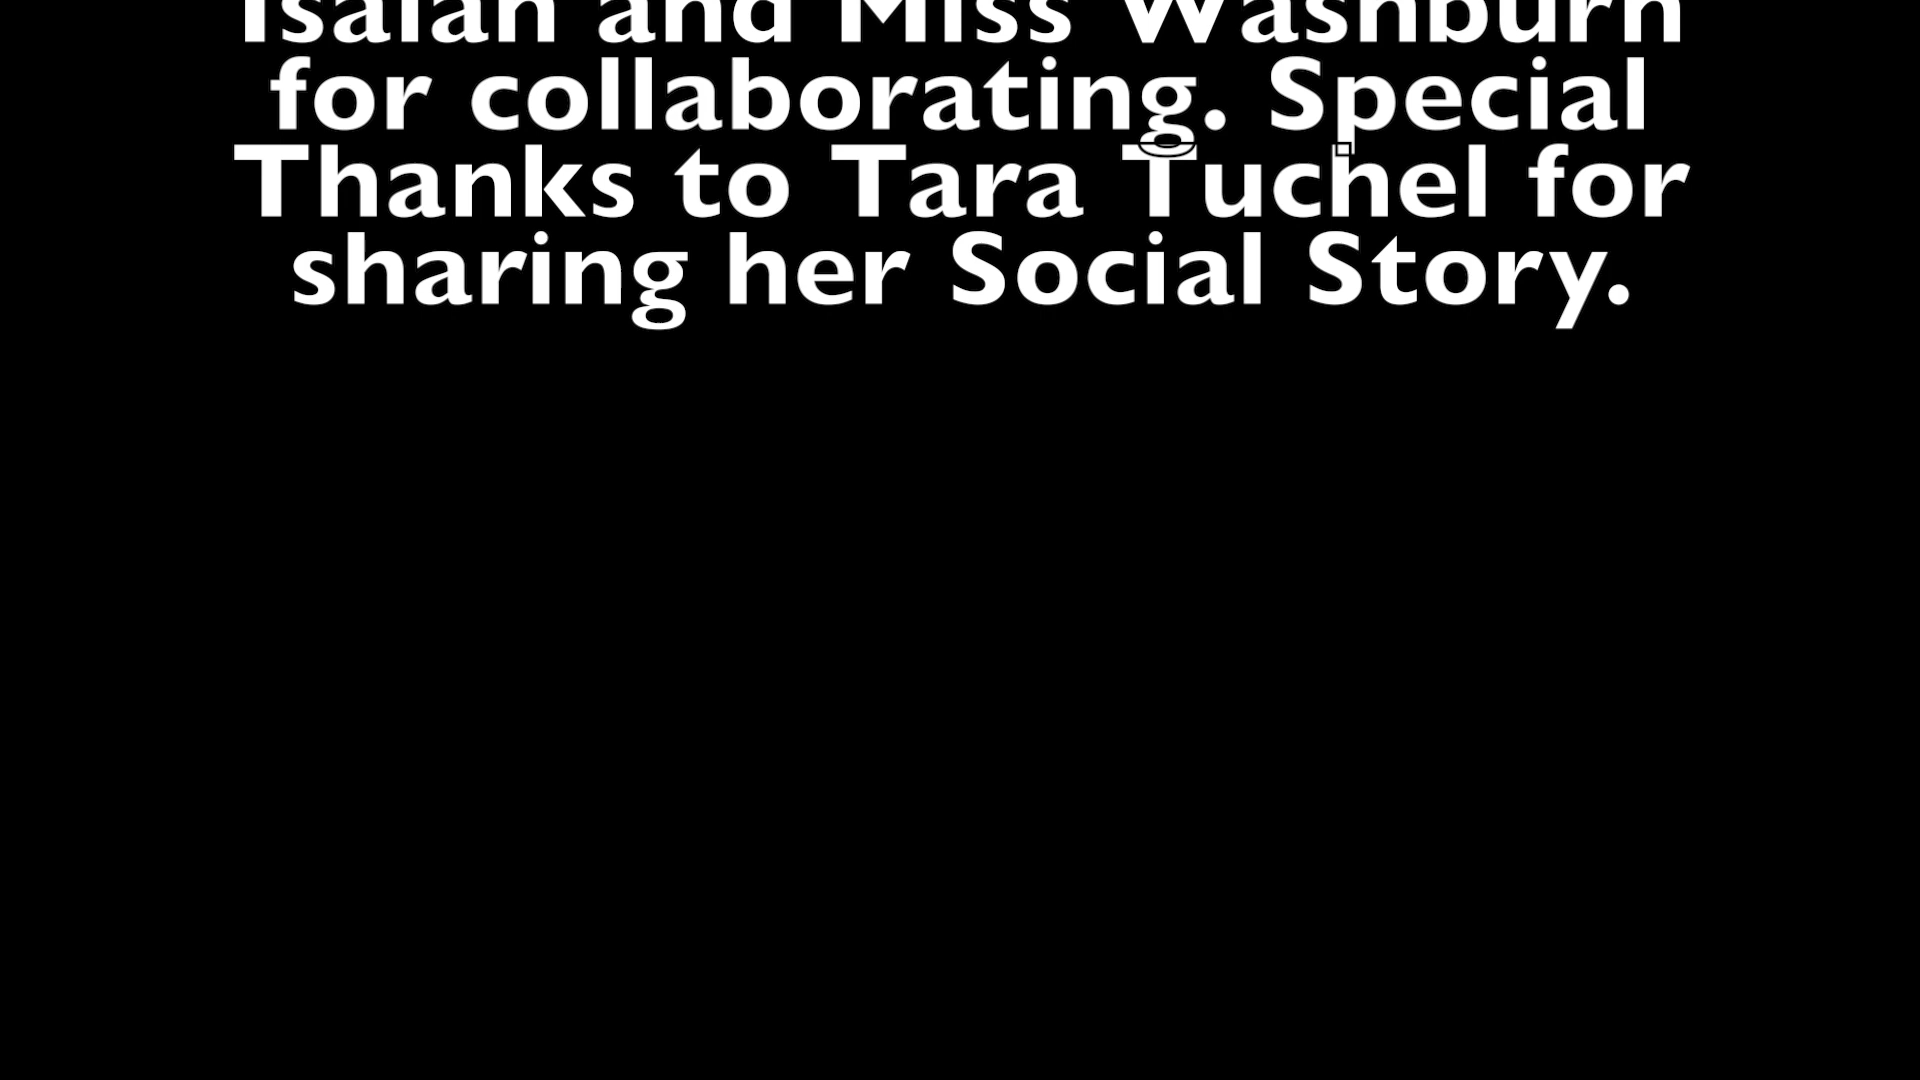 Isaiah and Miss Washburn
for collaborating. Special
Thanks to Tara Tuchel for
sharing her Social Story.